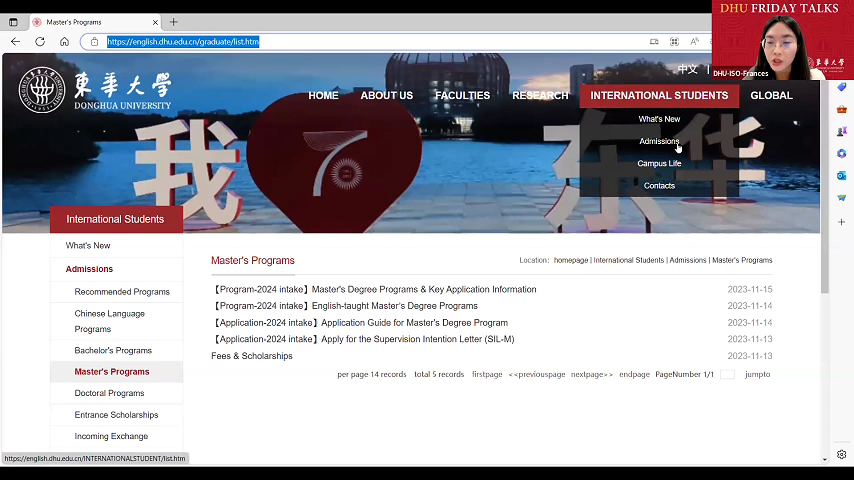 DHU FRIDAY TALKS
Master's Programs
https://english.dhu.edu.cn/graduate/list.htm
DHU-ISO-Frances
中文 |
東華大學
DONGHUA UNIVERSITY
HOME ABOUT US FACULTIES RESEARCH INTERNATIONAL STUDENTS GLOBAL
What's New
Admissions
Campus Life
Contacts
我 东华
International Students
What's New
Admissions
Recommended Programs
Chinese Language
Programs
Bachelor's Programs
Master's Programs
Doctoral Programs
Entrance Scholarships
Incoming Exchange
Master's Programs
Location: homepage | International Students | Admissions | Master's Programs
【Program-2024 intake】Master's Degree Programs & Key Application Information 2023-11-15
【Program-2024 intake】English-taught Master's Degree Programs 2023-11-14
【Application-2024 intake】Application Guide for Master's Degree Program 2023-11-14
【Application-2024 intake】Apply for the Supervision Intention Letter (SIL-M) 2023-11-13
Fees & Scholarships 2023-11-13
per page 14 records total 5 records firstpage <<previouspage nextpage>> endpage PageNumber 1/1 jumpto
https://english.dhu.edu.cn/INTERNATIONALSTUDENT/list.htm